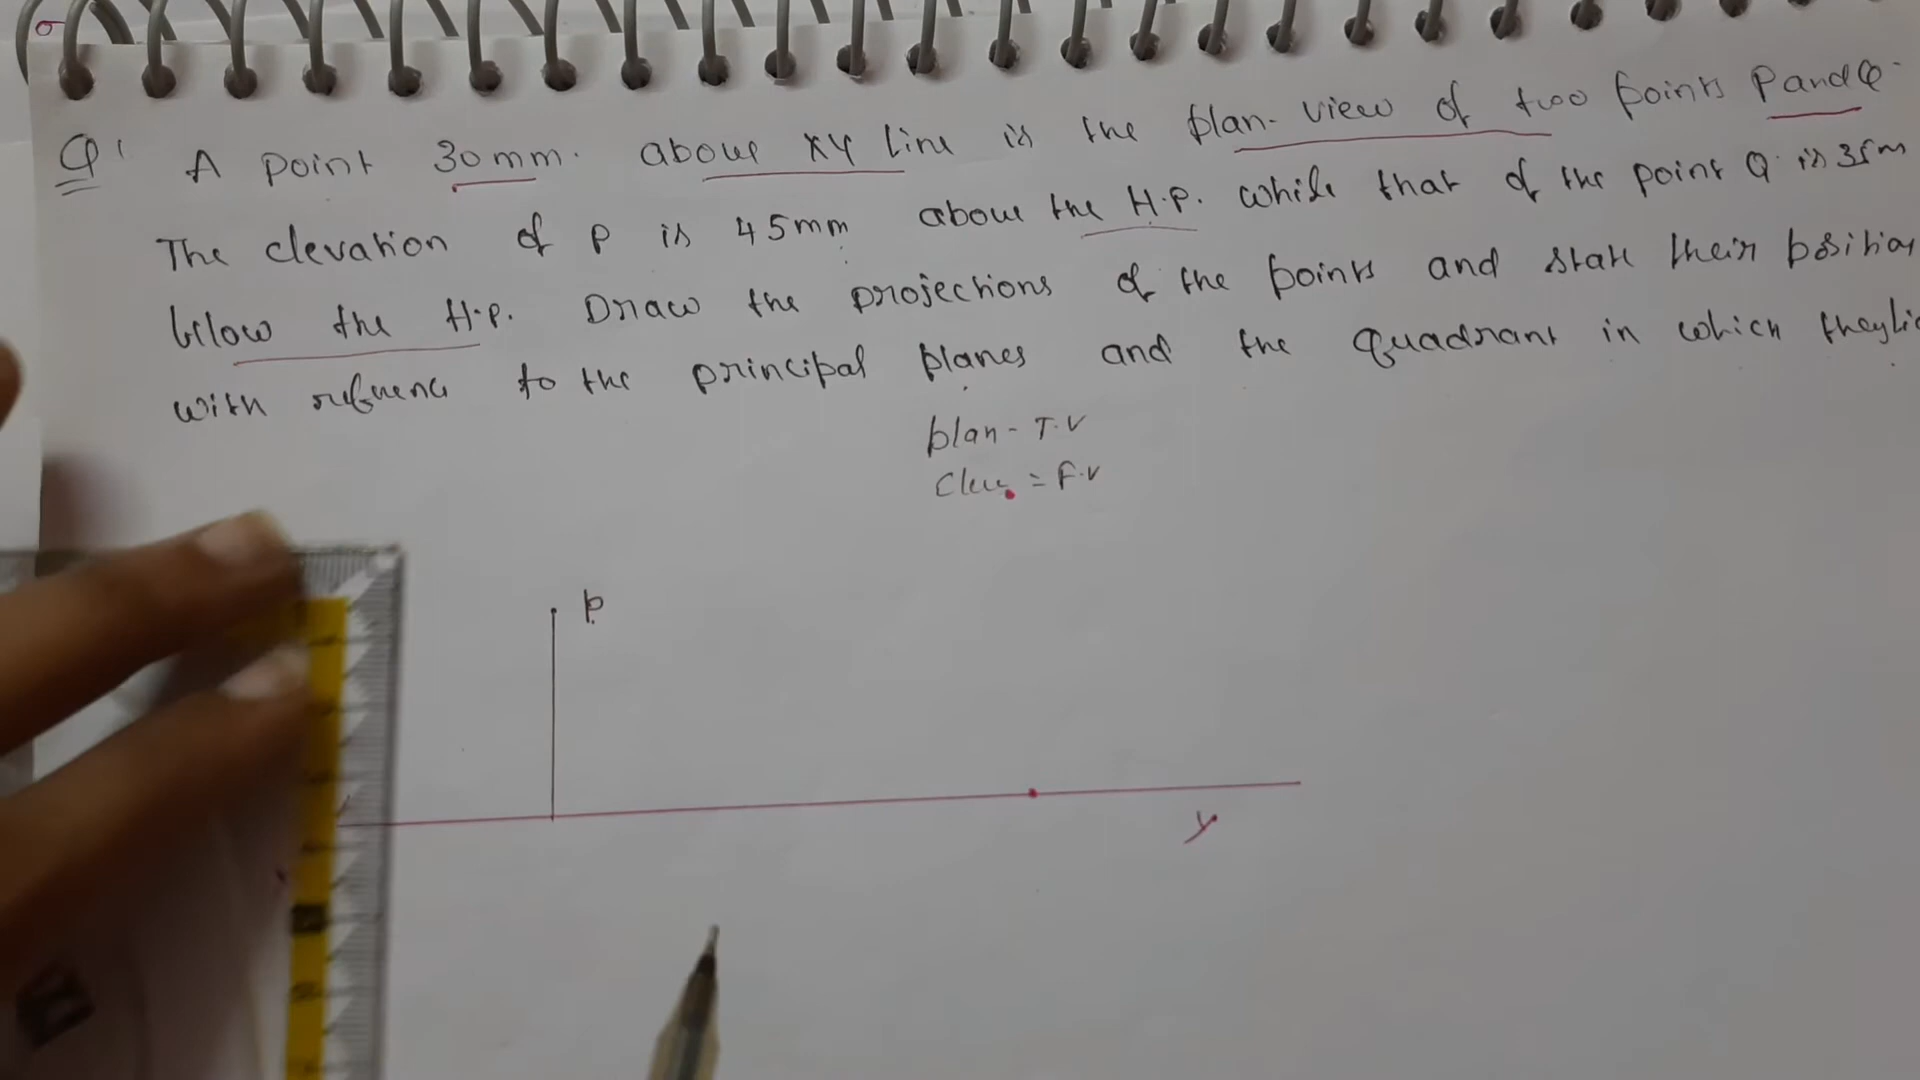 Q1 A point 30mm. above XY line is the plan-view of two points P and Q.
The elevation of P is 45mm above the H.P. while that of the point Q is 35m
below the H.P. Draw the projections of the points and state their position
with reference to the principal planes and the quadrant in which they lie
plan - T.V
Elev. = F.V
p
y